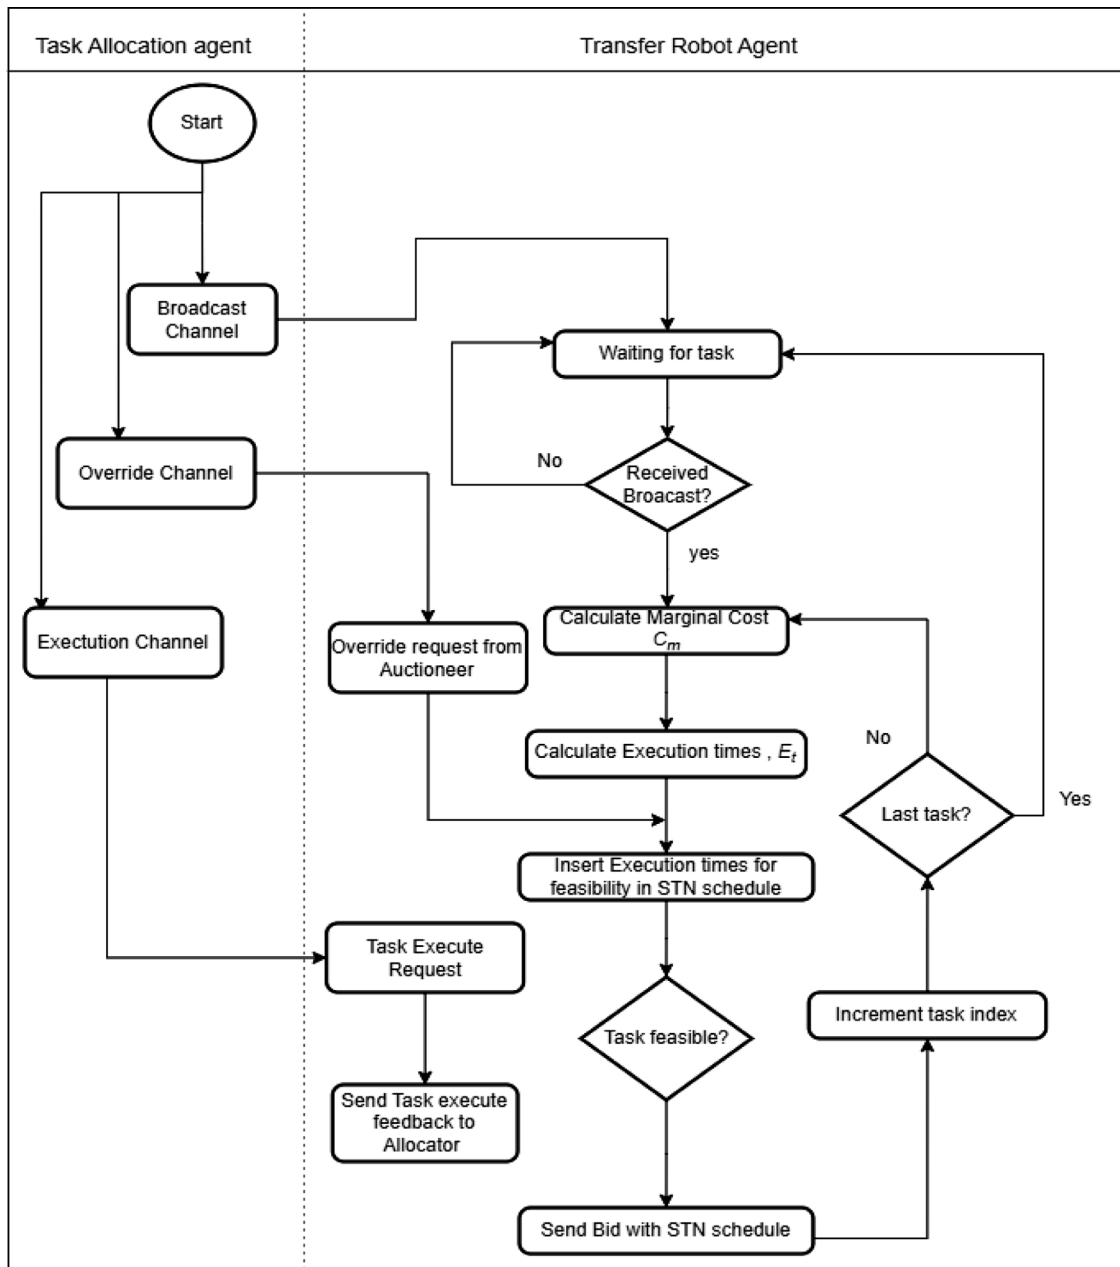 Task Allocation agent
Transfer Robot Agent
Start
Broadcast
Channel
Waiting for task
Override Channel
No
Received
Broacast?
yes
Exectution Channel
Override request from
Auctioneer
Calculate Marginal Cost
Cm
Calculate Execution times , Et
No
Last task?
Yes
Insert Execution times for
feasibility in STN schedule
Task Execute
Request
Task feasible?
Increment task index
Send Task execute
feedback to
Allocator
Send Bid with STN schedule